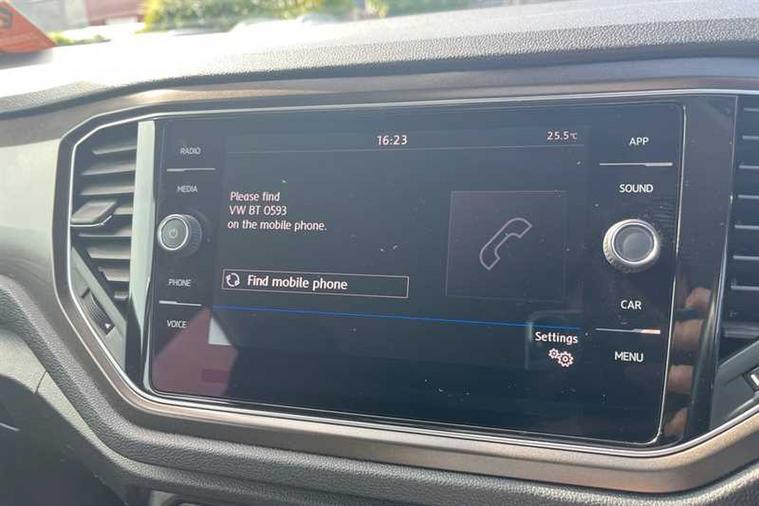 16:23
25.5°C
RADIO
MEDIA
PHONE
VOICE
Please find
VW BT 0593
on the mobile phone.
Find mobile phone
Settings
APP
SOUND
CAR
MENU